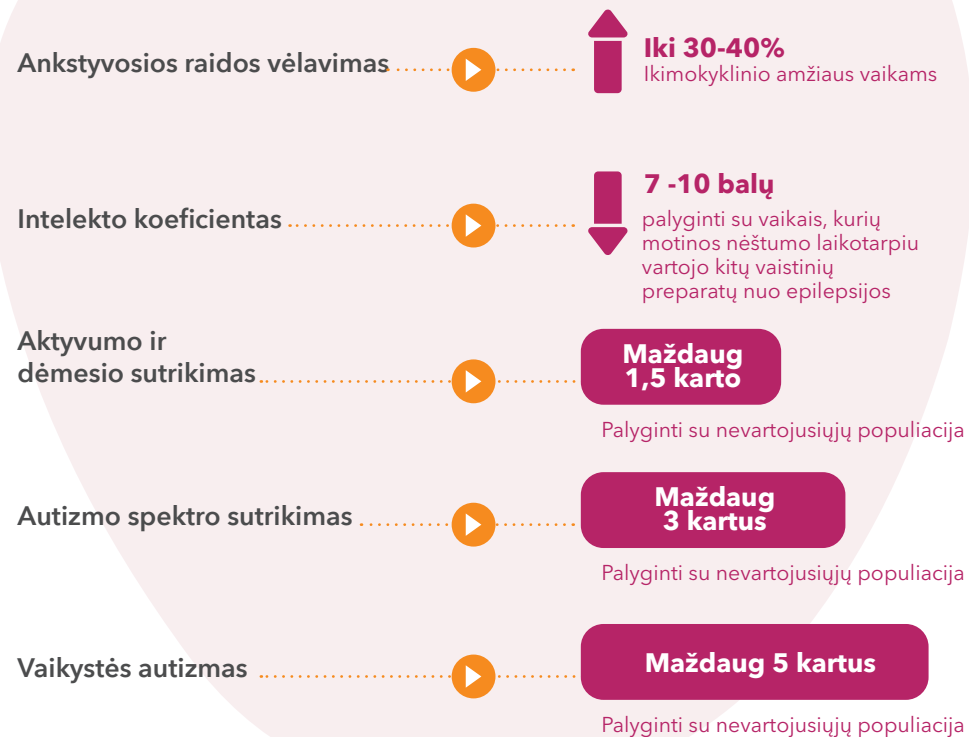 Ankstyvosios raidos vėlavimas
Iki 30-40%
Ikimokyklinio amžiaus vaikams
Intelekto koeficientas
7 -10 balų
palyginti su vaikais, kurių
motinos nėštumo laikotarpiu
vartojo kitų vaistinių
preparatų nuo epilepsijos
Aktyvumo ir
dėmesio sutrikimas
Maždaug
1,5 karto
Palyginti su nevartojusiųjų populiacija
Autizmo spektro sutrikimas
Maždaug
3 kartus
Palyginti su nevartojusiųjų populiacija
Vaikystės autizmas
Maždaug 5 kartus
Palyginti su nevartojusiųjų populiacija